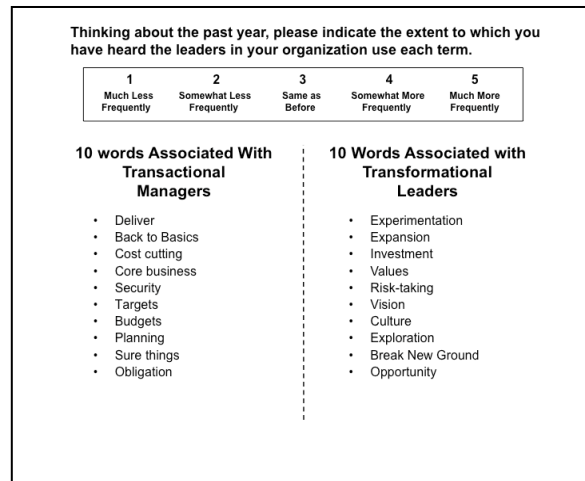 Thinking about the past year, please indicate the extent to which you
have heard the leaders in your organization use each term.
1 2 3 4 5
Much Less Somewhat Less Same as Somewhat More Much More
Frequently Frequently Before Frequently Frequently
10 words Associated With
Transactional
Managers
• Deliver
• Back to Basics
• Cost cutting
• Core business
• Security
• Targets
• Budgets
• Planning
• Sure things
• Obligation
10 Words Associated with
Transformational
Leaders
• Experimentation
• Expansion
• Investment
• Values
• Risk-taking
• Vision
• Culture
• Exploration
• Break New Ground
• Opportunity